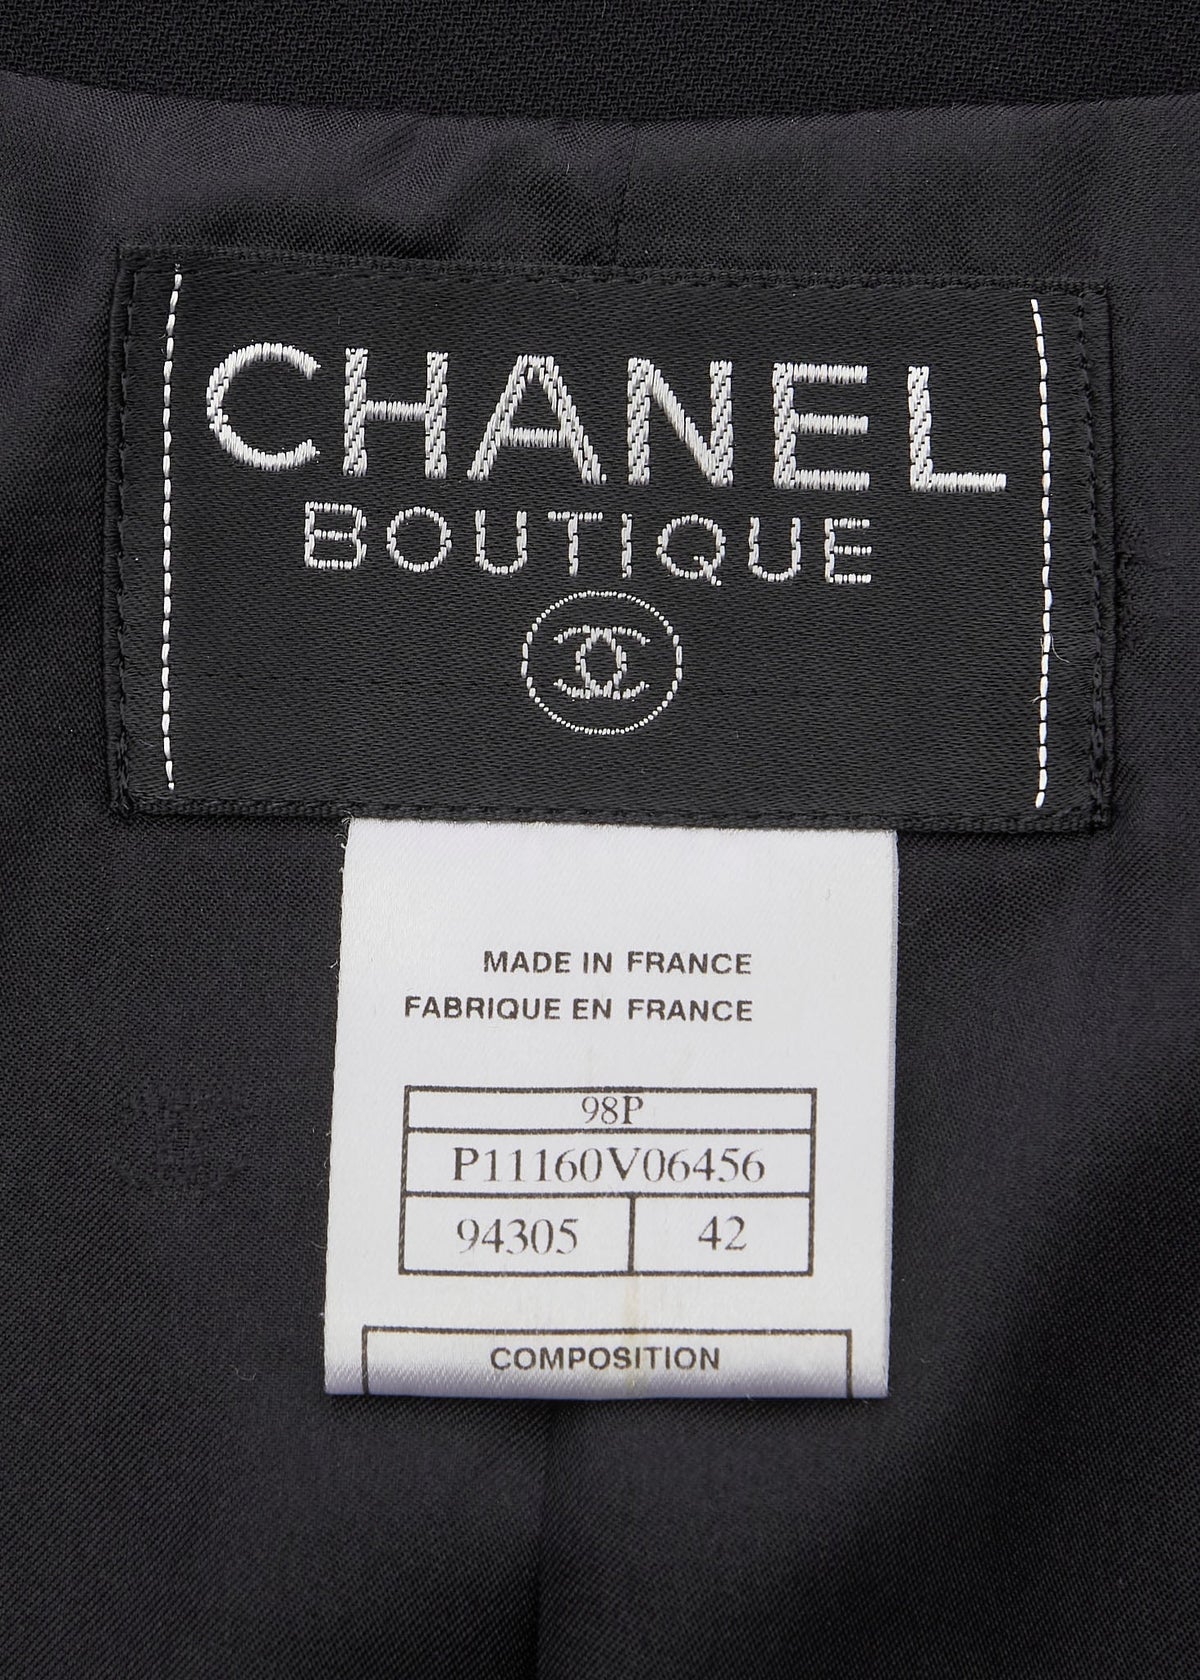 CHANEL
BOUTIQUE
MADE IN FRANCE
FABRIQUE EN FRANCE
98P
P11160V06456
94305 42
COMPOSITION